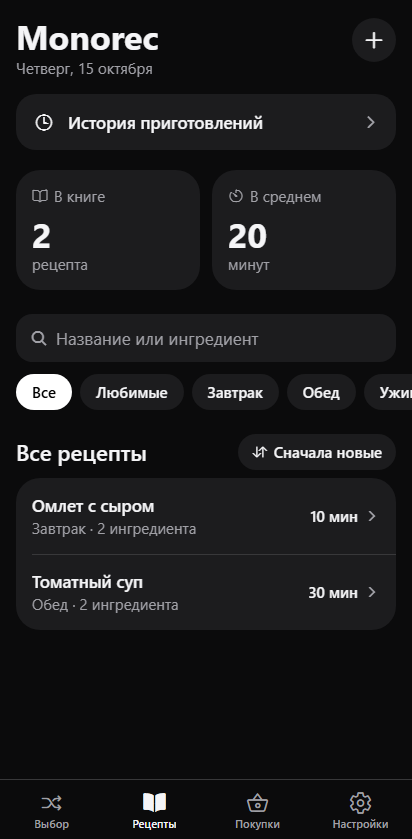 Monorec
Четверг, 15 октября
История приготовлений
В книге
2
рецепта
В среднем
20
минут
Название или ингредиент
Все
Любимые
Завтрак
Обед
Ужин
Все рецепты
Сначала новые
Омлет с сыром
Завтрак · 2 ингредиента
10 мин
Томатный суп
Обед · 2 ингредиента
30 мин
Выбор
Рецепты
Покупки
Настройки